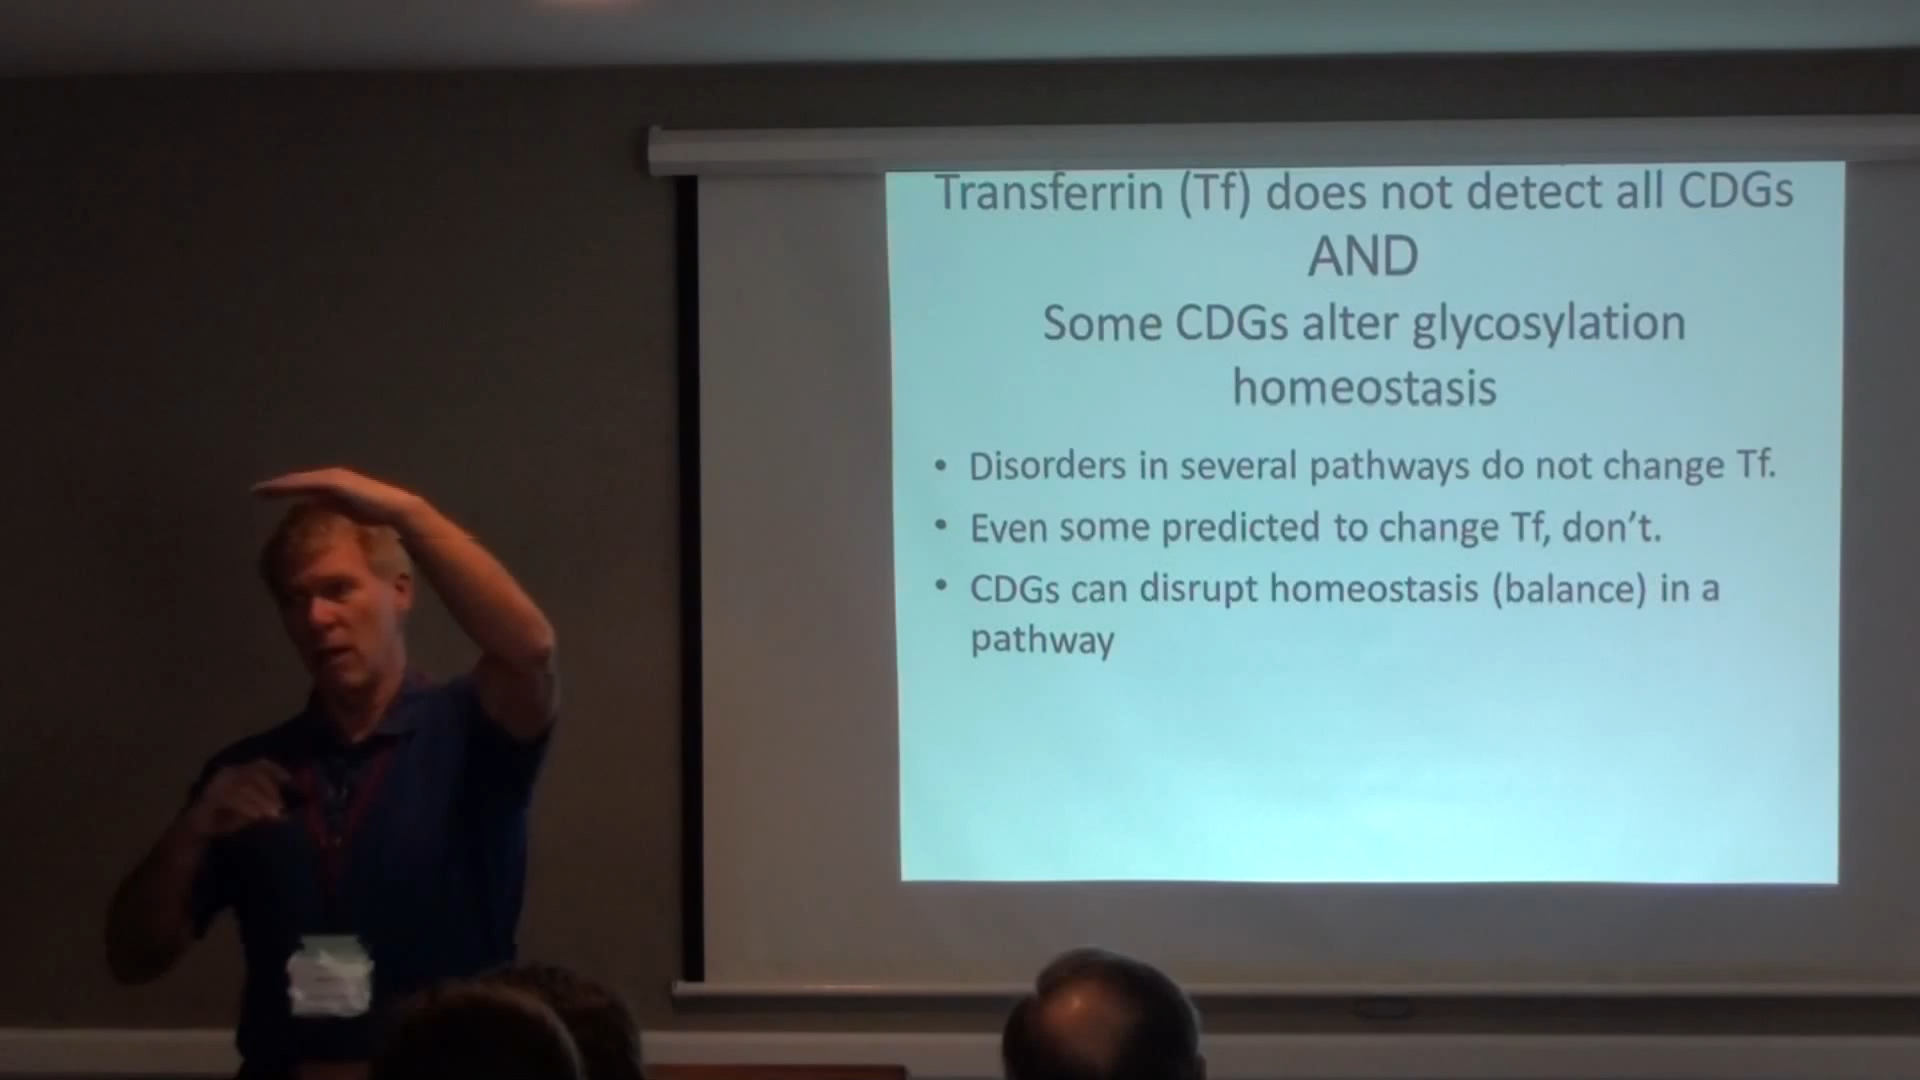 Transferrin (Tf) does not detect all CDGs
AND
Some CDGs alter glycosylation
homeostasis
• Disorders in several pathways do not change Tf.
• Even some predicted to change Tf, don't.
• CDGs can disrupt homeostasis (balance) in a
pathway